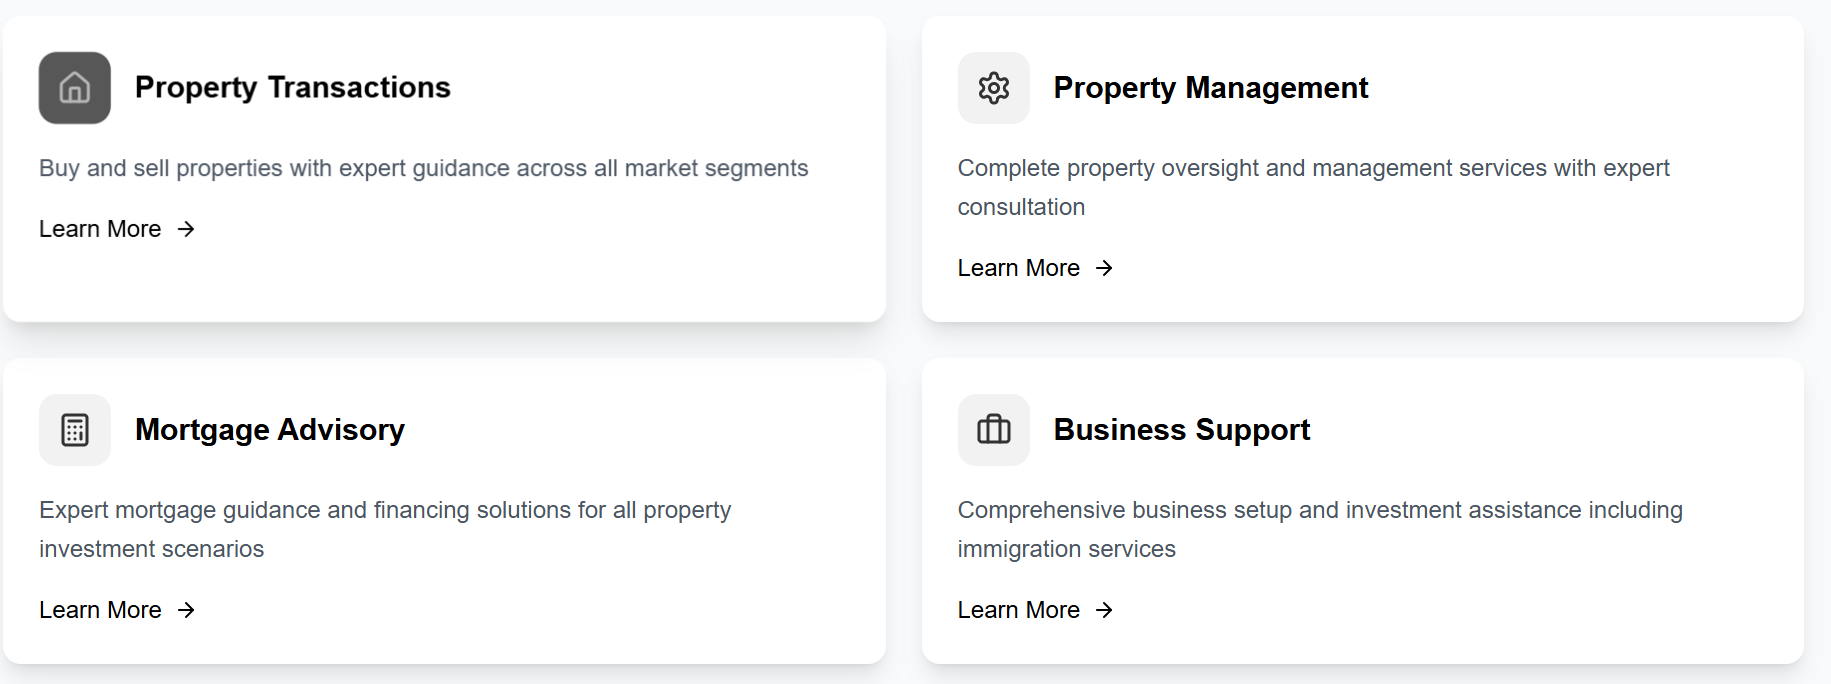 Property Transactions
Buy and sell properties with expert guidance across all market segments
Learn More
Property Management
Complete property oversight and management services with expert
consultation
Learn More
Mortgage Advisory
Expert mortgage guidance and financing solutions for all property
investment scenarios
Learn More
Business Support
Comprehensive business setup and investment assistance including
immigration services
Learn More